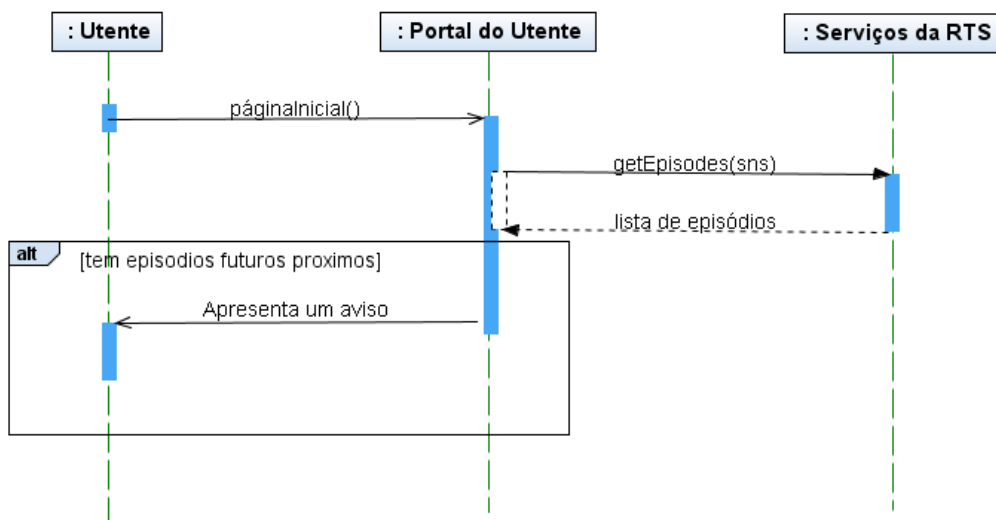 : Utente
: Portal do Utente
: Serviços da RTS
páginaInicial()
getEpisodes(sns)
lista de episódios
alt
[tem episodios futuros proximos]
Apresenta um aviso